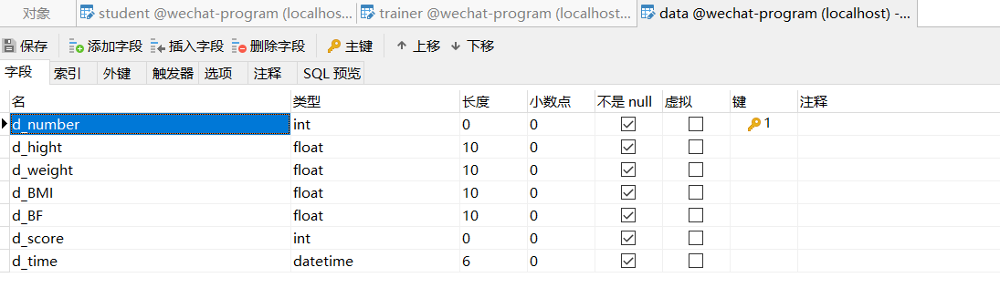 对象 student @wechat-program (localhos... trainer @wechat-program (localhost... data @wechat-program (localhost) -...
保存 添加字段 插入字段 删除字段 主键 上移 下移
字段 索引 外键 触发器 选项 注释 SQL 预览
名 类型 长度 小数点 不是 null 虚拟 键 注释
d_number int 0 0 1
d_hight float 10 0
d_weight float 10 0
d_BMI float 10 0
d_BF float 10 0
d_score int 0 0
d_time datetime 6 0